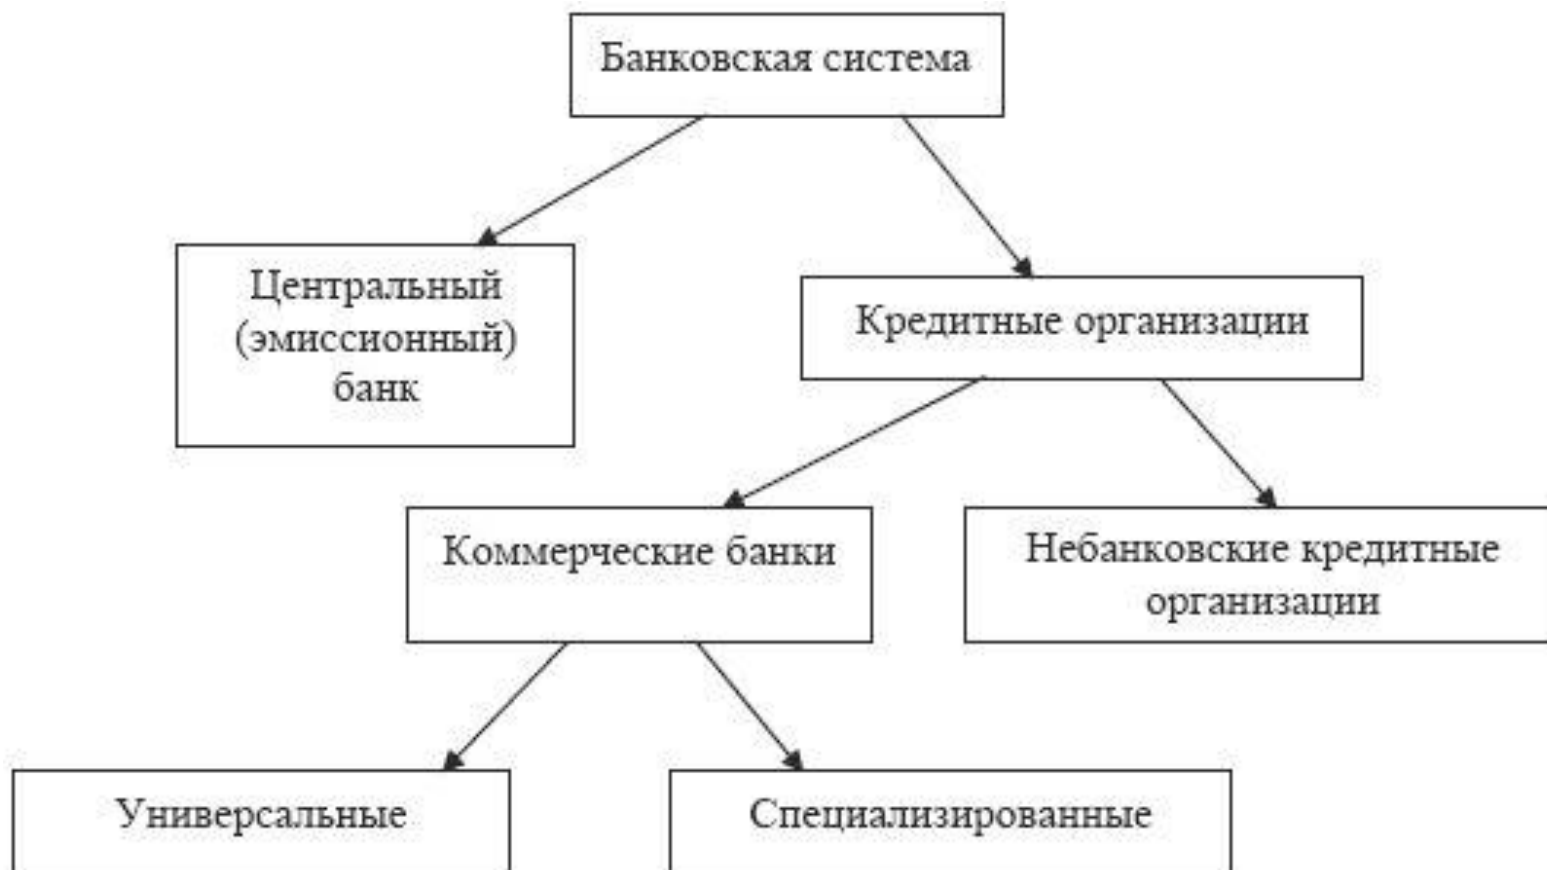 Банковская система
Центральный
(эмиссионный)
банк
Кредитные организации
Коммерческие банки
Небанковские кредитные
организации
Универсальные
Специализированные